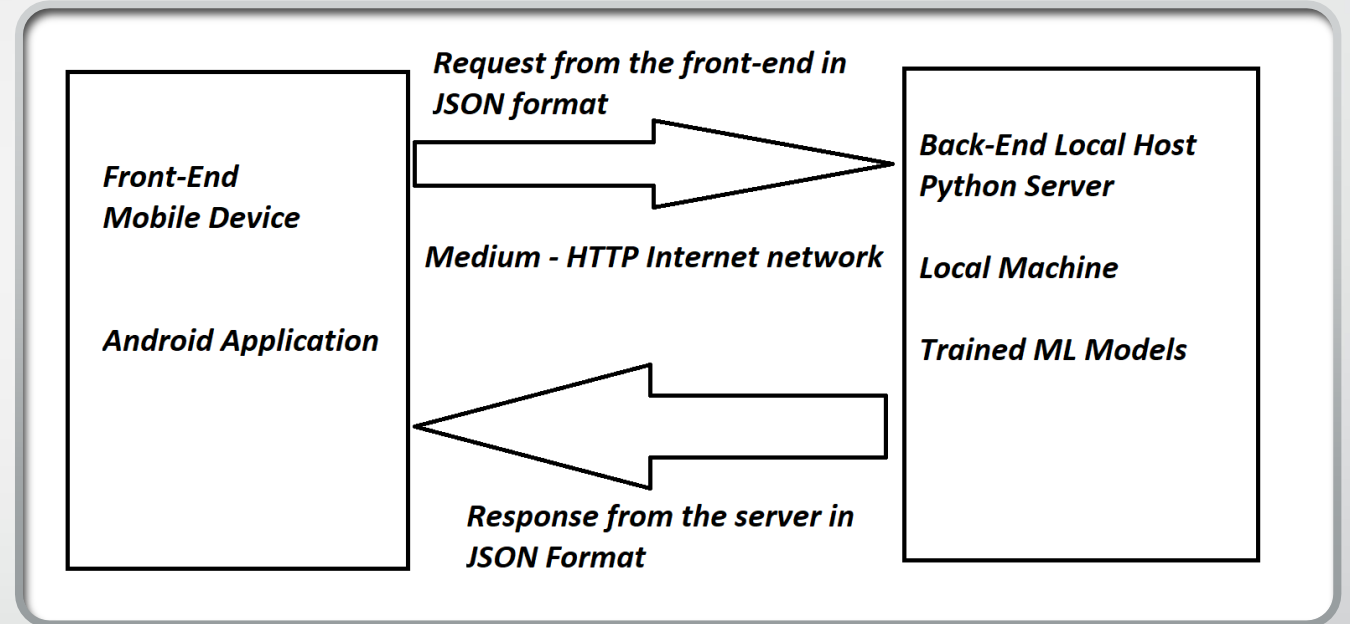 Request from the front-end in
JSON format
Front-End
Mobile Device
Android Application
Medium - HTTP Internet network
Back-End Local Host
Python Server
Local Machine
Trained ML Models
Response from the server in
JSON Format